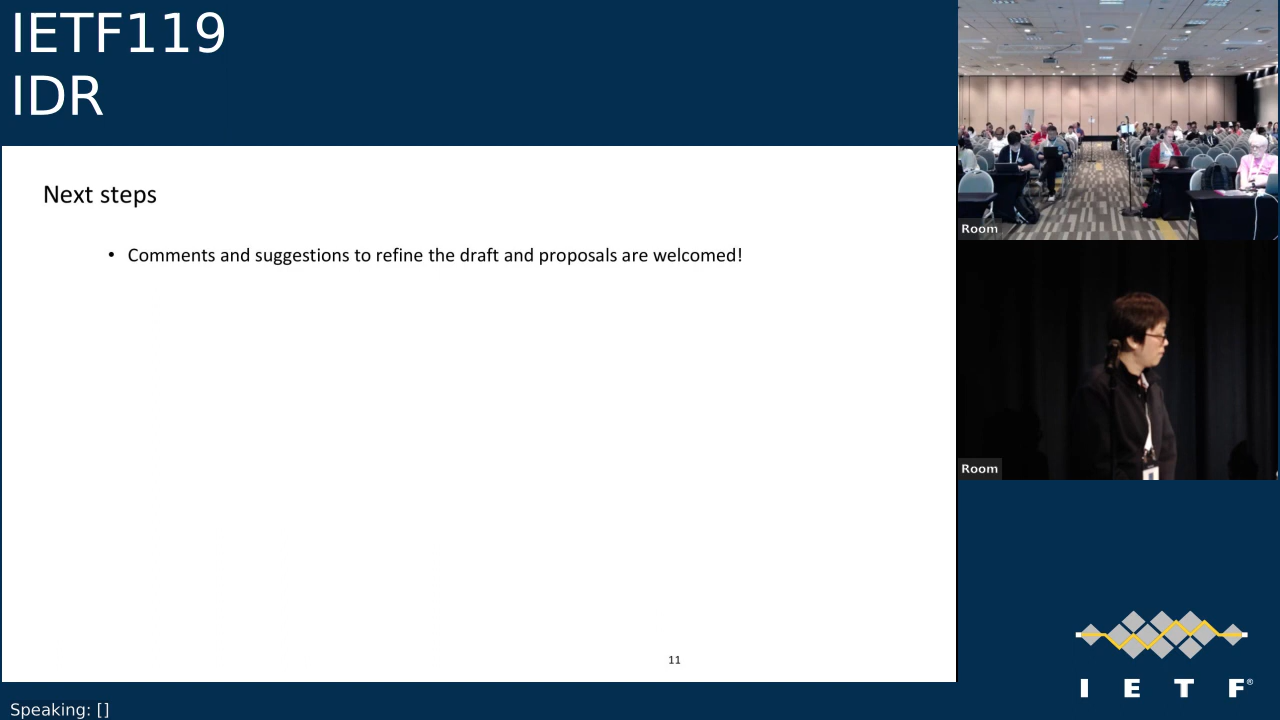 IETF119
IDR
Next steps
• Comments and suggestions to refine the draft and proposals are welcomed!
11
Room
Room
I E T F®
Speaking: []